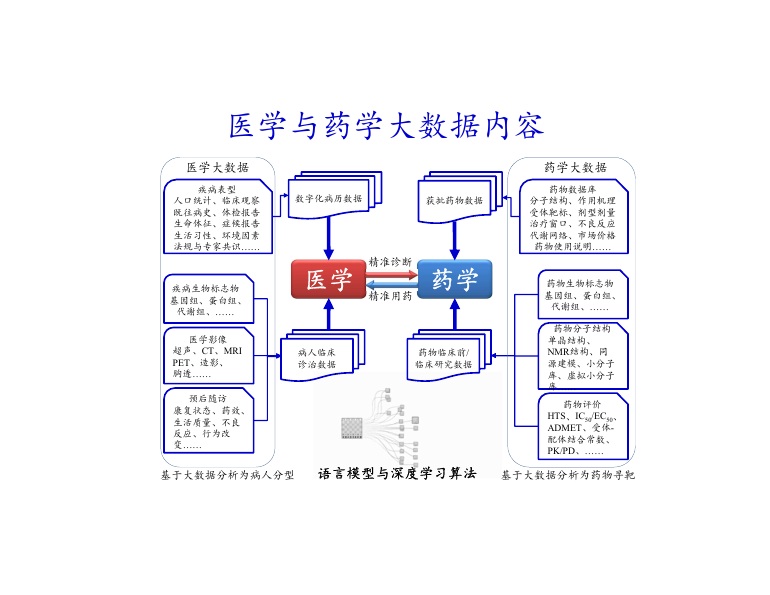 医学与药学大数据内容
医学大数据
疾病表型
人口统计、临床观察
既往病史、体检报告
生命体征、症候报告
生活习性、环境因素
法规与专家共识……
疾病生物标志物
基因组、蛋白组、
代谢组、……
医学影像
超声、CT、MRI
PET、造影、
胸透……
预后随访
康复状态、药效、
生活质量、不良
反应、行为改
变……
基于大数据分析为病人分型
数字化病历数据
获批药物数据
医学
精准诊断
精准用药
药学
病人临床
诊治数据
药物临床前/
临床研究数据
语言模型与深度学习算法
药学大数据
药物数据库
分子结构、作用机理
受体靶标、剂型剂量
治疗窗口、不良反应
代谢网络、市场价格
药物使用说明……
药物生物标志物
基因组、蛋白组、
代谢组、……
药物分子结构
单晶结构、
NMR结构、同
源建模、小分子
库、虚拟小分子
库
药物评价
HTS、IC50/EC50、
ADMET、受体-
配体结合常数、
PK/PD、……
基于大数据分析为药物寻靶